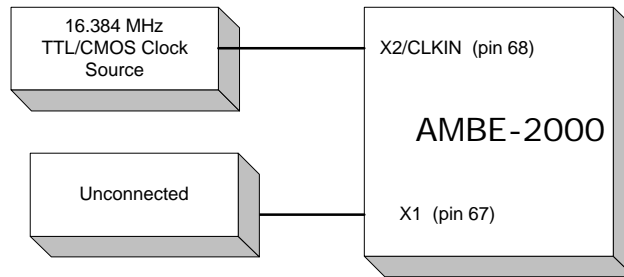 16.384 MHz
TTL/CMOS Clock
Source
X2/CLKIN (pin 68)
AMBE-2000
Unconnected
X1 (pin 67)